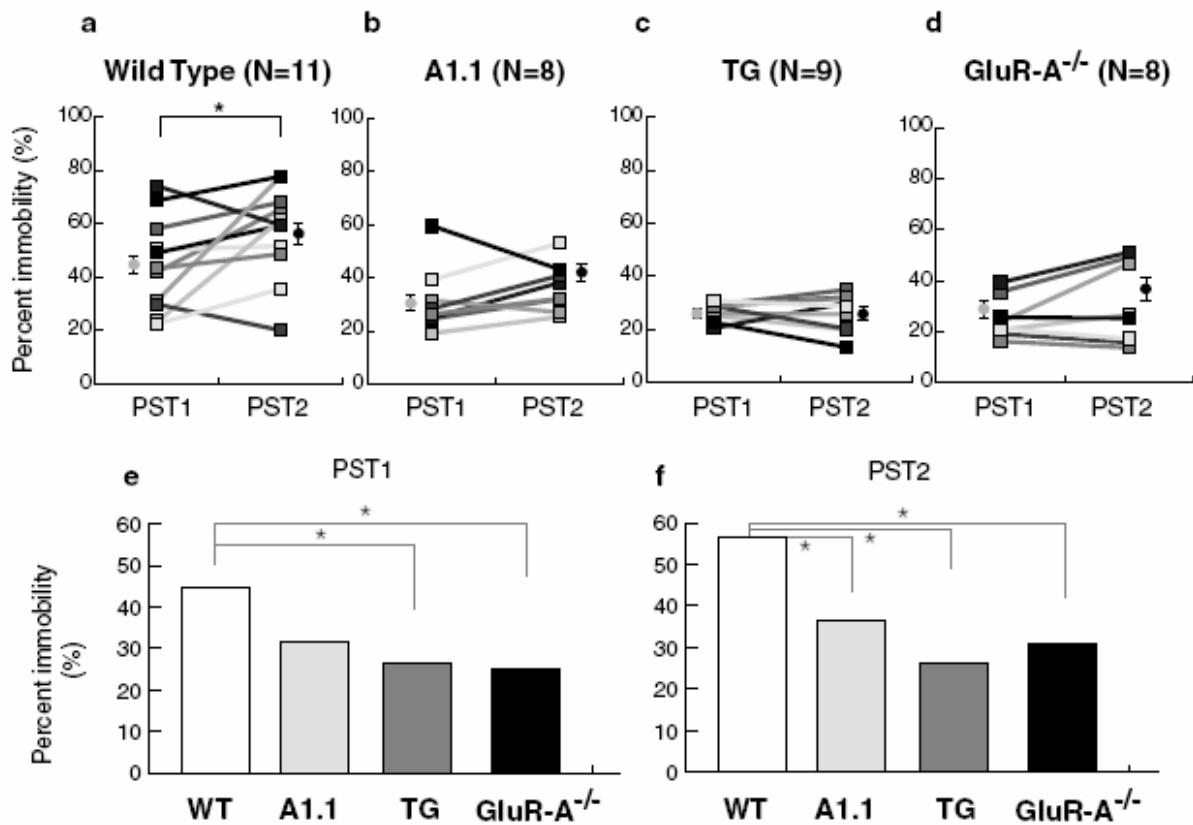 a b c d
Wild Type (N=11) A1.1 (N=8) TG (N=9) GluR-A-/- (N=8)
Percent immobility (%)
100 100 100 100
80 80 80 80
60 60 60 60
40 40 40 40
20 20 20 20
0 0 0 0
*
PST1 PST2 PST1 PST2 PST1 PST2 PST1 PST2
e PST1
Percent immobility
(%)
60
50
40
30
20
10
0
*
*
WT A1.1 TG GluR-A-/-
f PST2
60
50
40
30
20
10
0
*
* *
WT A1.1 TG GluR-A-/-